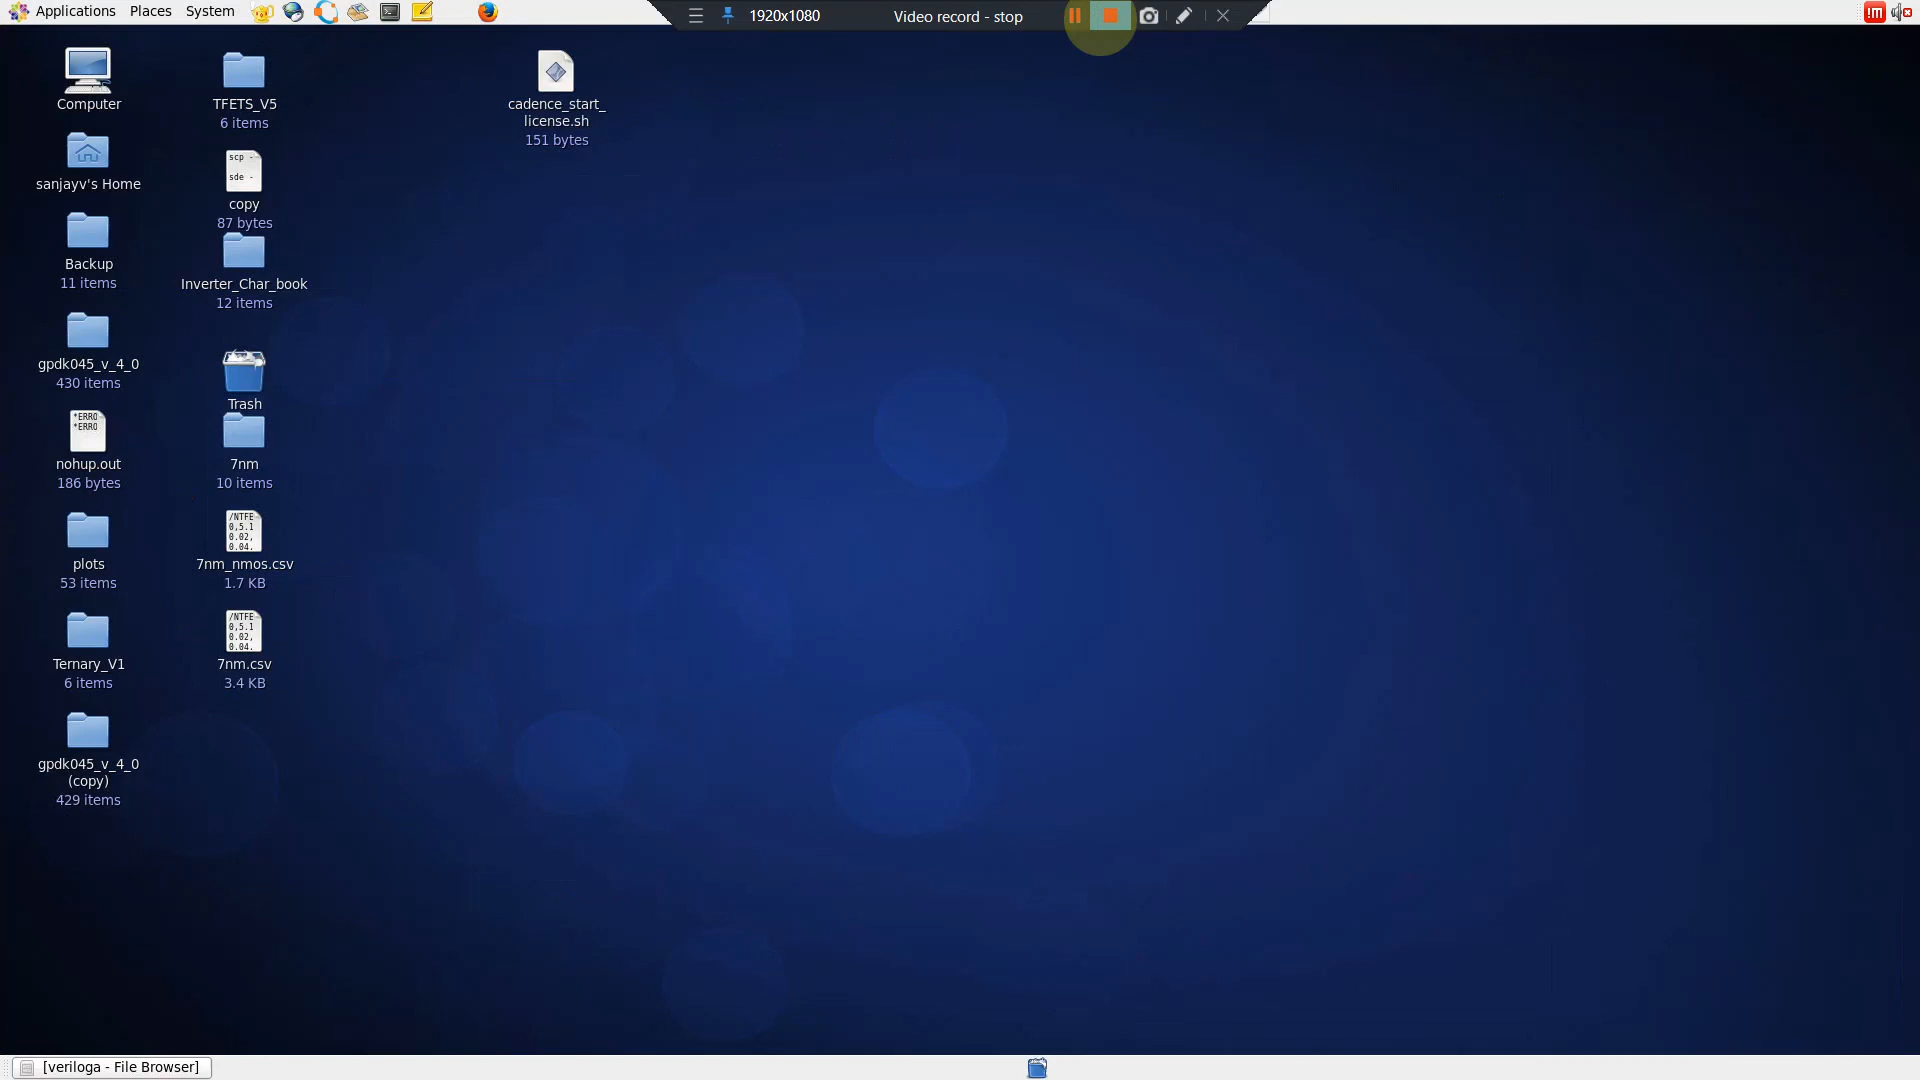 Applications Places System
1920x1080
Video record - stop
Computer
sanjayv's Home
Backup
11 items
gpdk045_v_4_0
430 items
*ERRO
*ERRO
nohup.out
186 bytes
plots
53 items
Ternary_V1
6 items
gpdk045_v_4_0
(copy)
429 items
TFETS_V5
6 items
scp -
sde -
copy
87 bytes
Inverter_Char_book
12 items
Trash
7nm
10 items
/NTFE
0,5.1
0.02,
0.04.
7nm_nmos.csv
1.7 KB
/NTFE
0,5.1
0.02,
0.04.
7nm.csv
3.4 KB
cadence_start_
license.sh
151 bytes
[veriloga - File Browser]